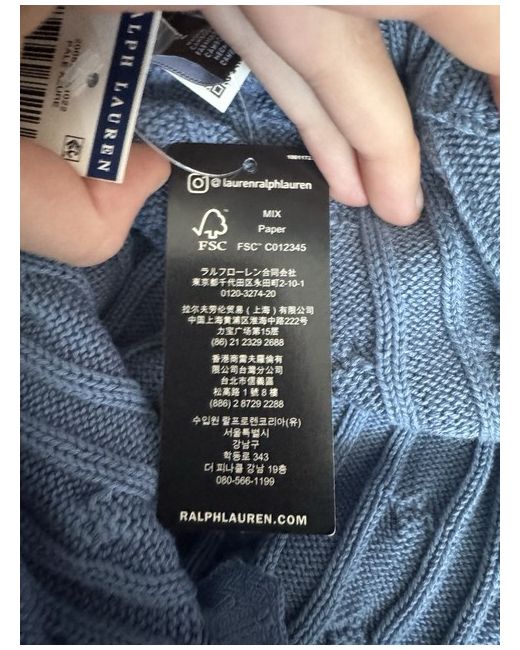 RALPH LAUREN
@laurenralphlauren
FSC
MIX
Paper
FSC™ C012345
ラルフローレン合同会社
東京都千代田区永田町2-10-1
0120-3274-20
拉尔夫劳伦贸易（上海）有限公司
中国上海黄浦区淮海中路222号
力宝广场第15层
(86) 21 2329 2688
香港商雷夫羅倫有
限公司台灣分公司
台北市信義區
松高路 1 號 8 樓
(886) 2 8729 2288
수입원 랄프로렌코리아(유)
서울특별시
강남구
학동로 343
더 피나클 강남 19층
080-566-1199
RALPHLAUREN.COM